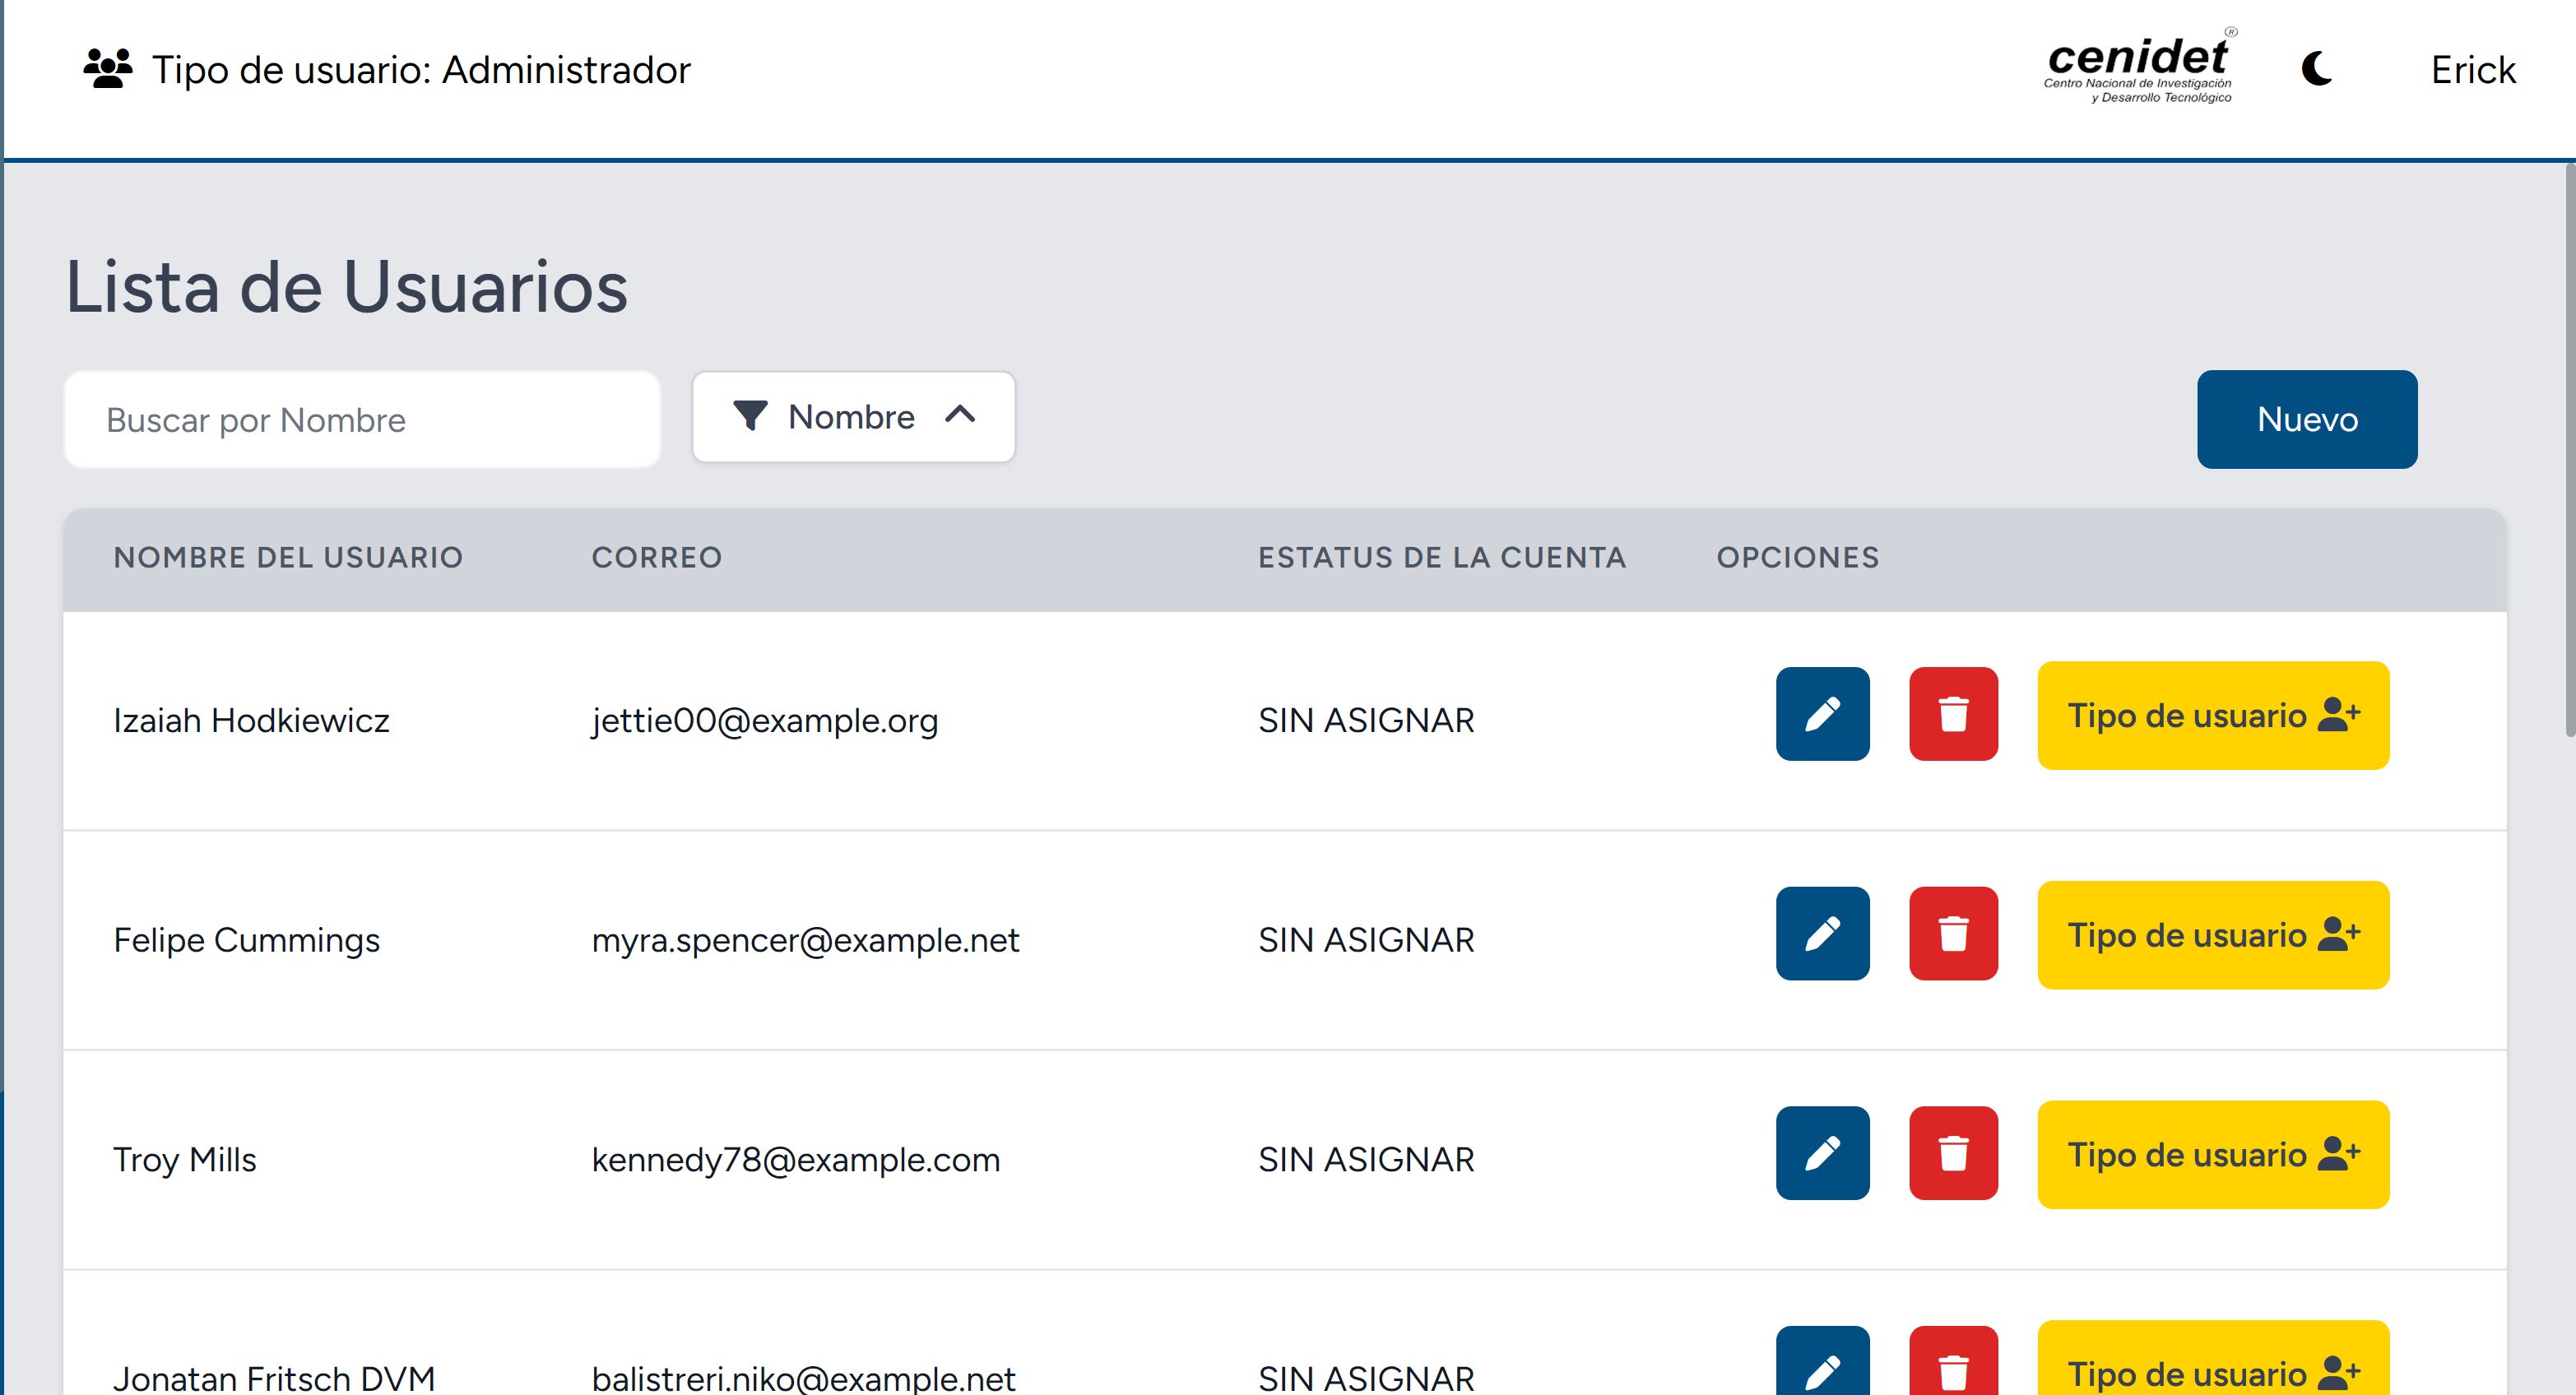 Tipo de usuario: Administrador
cenidet®
Centro Nacional de Investigación
y Desarrollo Tecnológico
Erick
Lista de Usuarios
Buscar por Nombre
Nombre
Nuevo
NOMBRE DEL USUARIO CORREO ESTATUS DE LA CUENTA OPCIONES
Izaiah Hodkiewicz jettie00@example.org SIN ASIGNAR Tipo de usuario
Felipe Cummings myra.spencer@example.net SIN ASIGNAR Tipo de usuario
Troy Mills kennedy78@example.com SIN ASIGNAR Tipo de usuario
Jonatan Fritsch DVM balistreri.niko@example.net SIN ASIGNAR Tipo de usuario